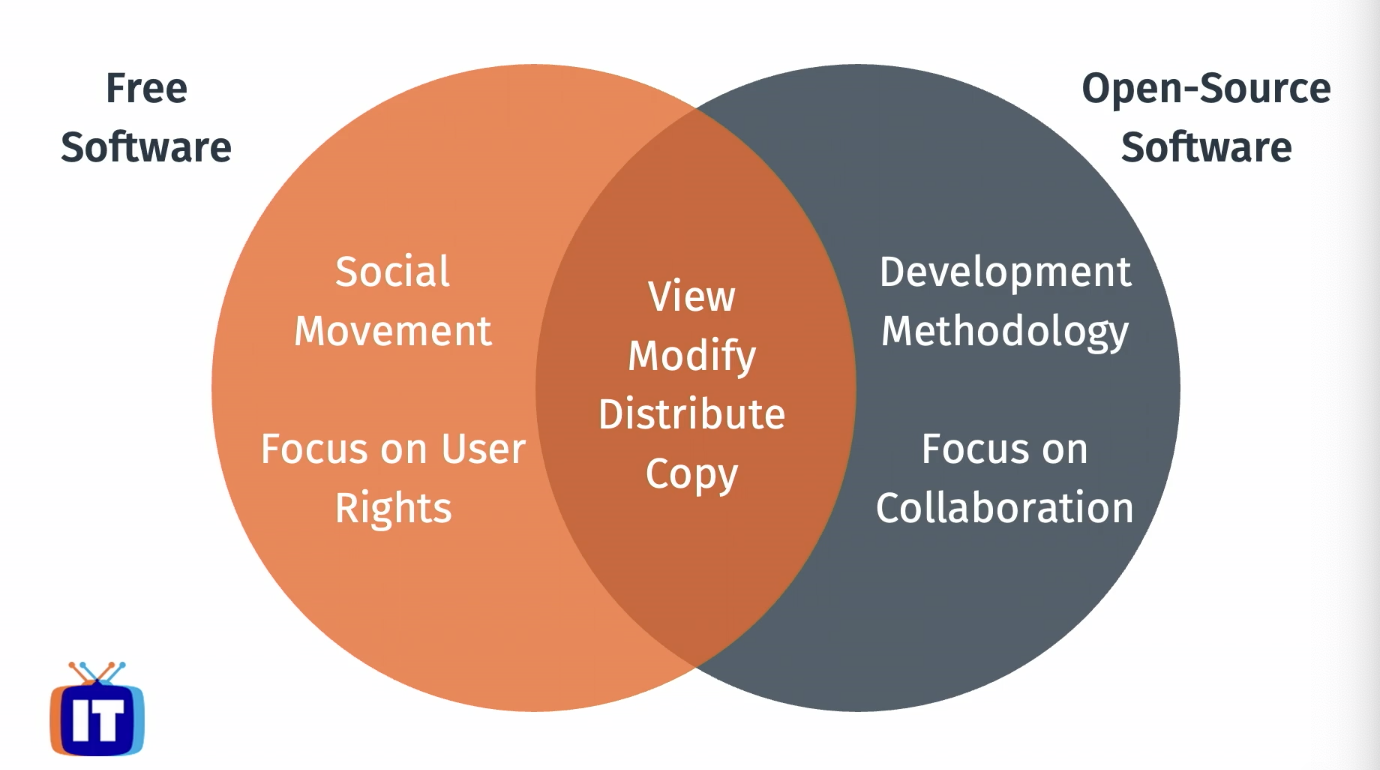 Free
Software
Open-Source
Software
Social
Movement
Focus on User
Rights
View
Modify
Distribute
Copy
Development
Methodology
Focus on
Collaboration
IT